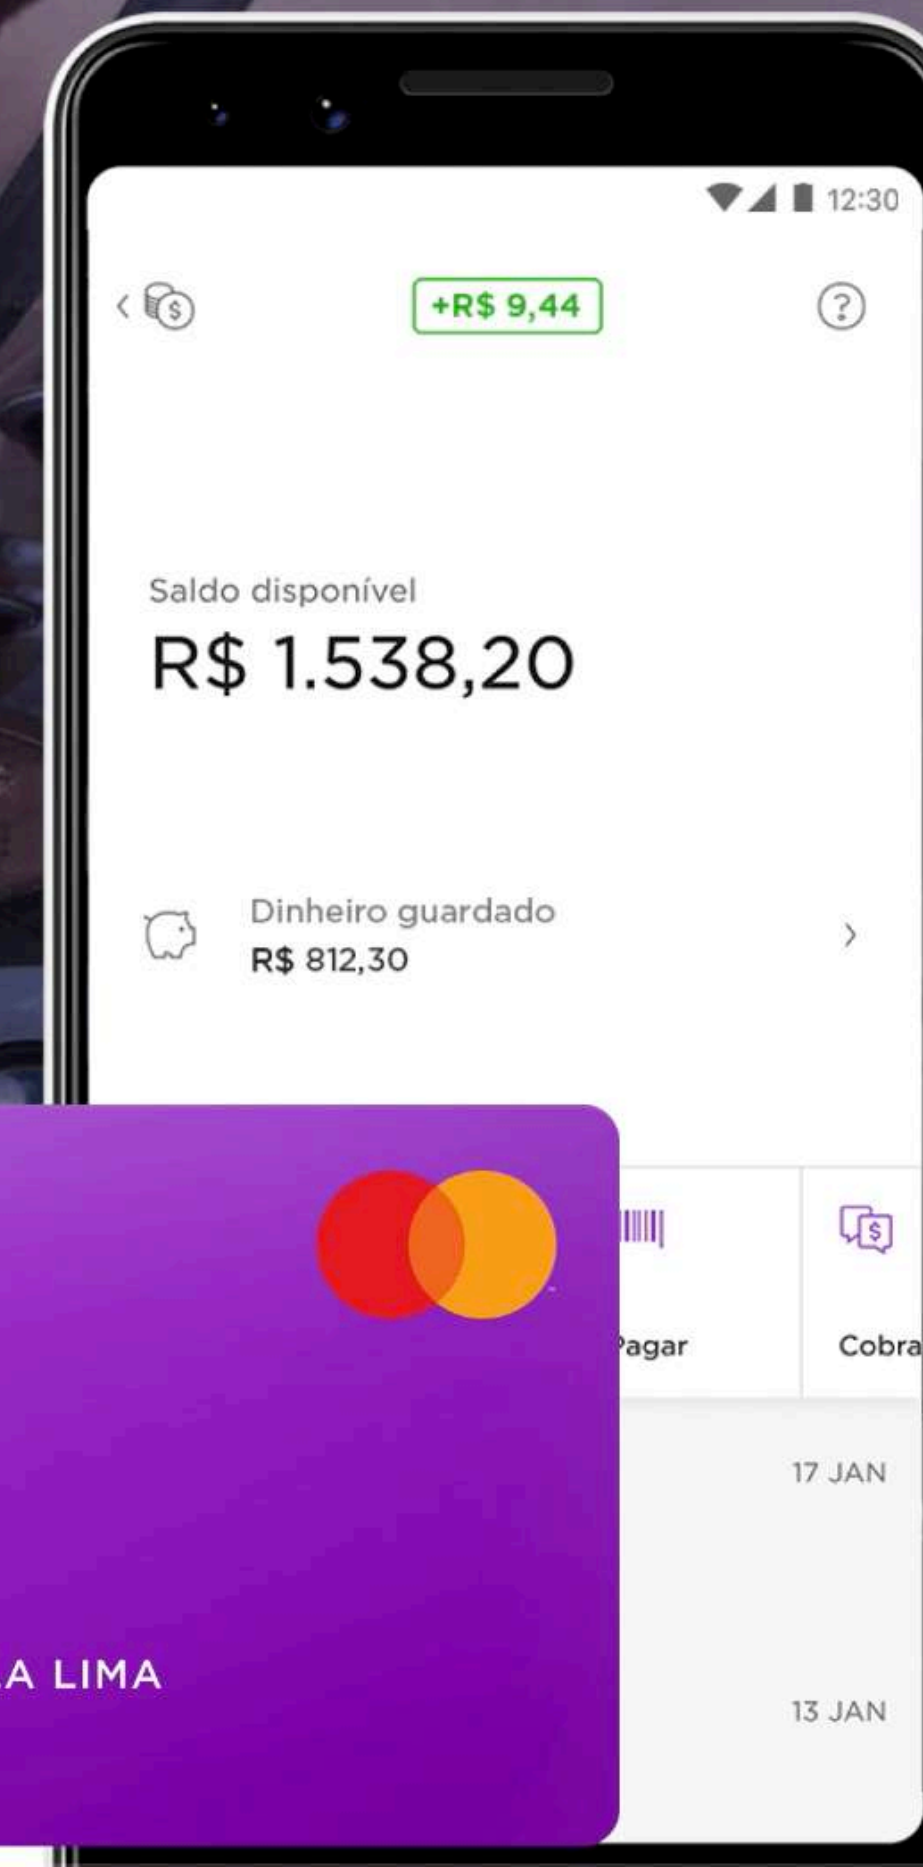 12:30
+R$ 9,44
Saldo disponível
R$ 1.538,20
Dinheiro guardado
R$ 812,30
agar
Cobra
17 JAN
A LIMA
13 JAN